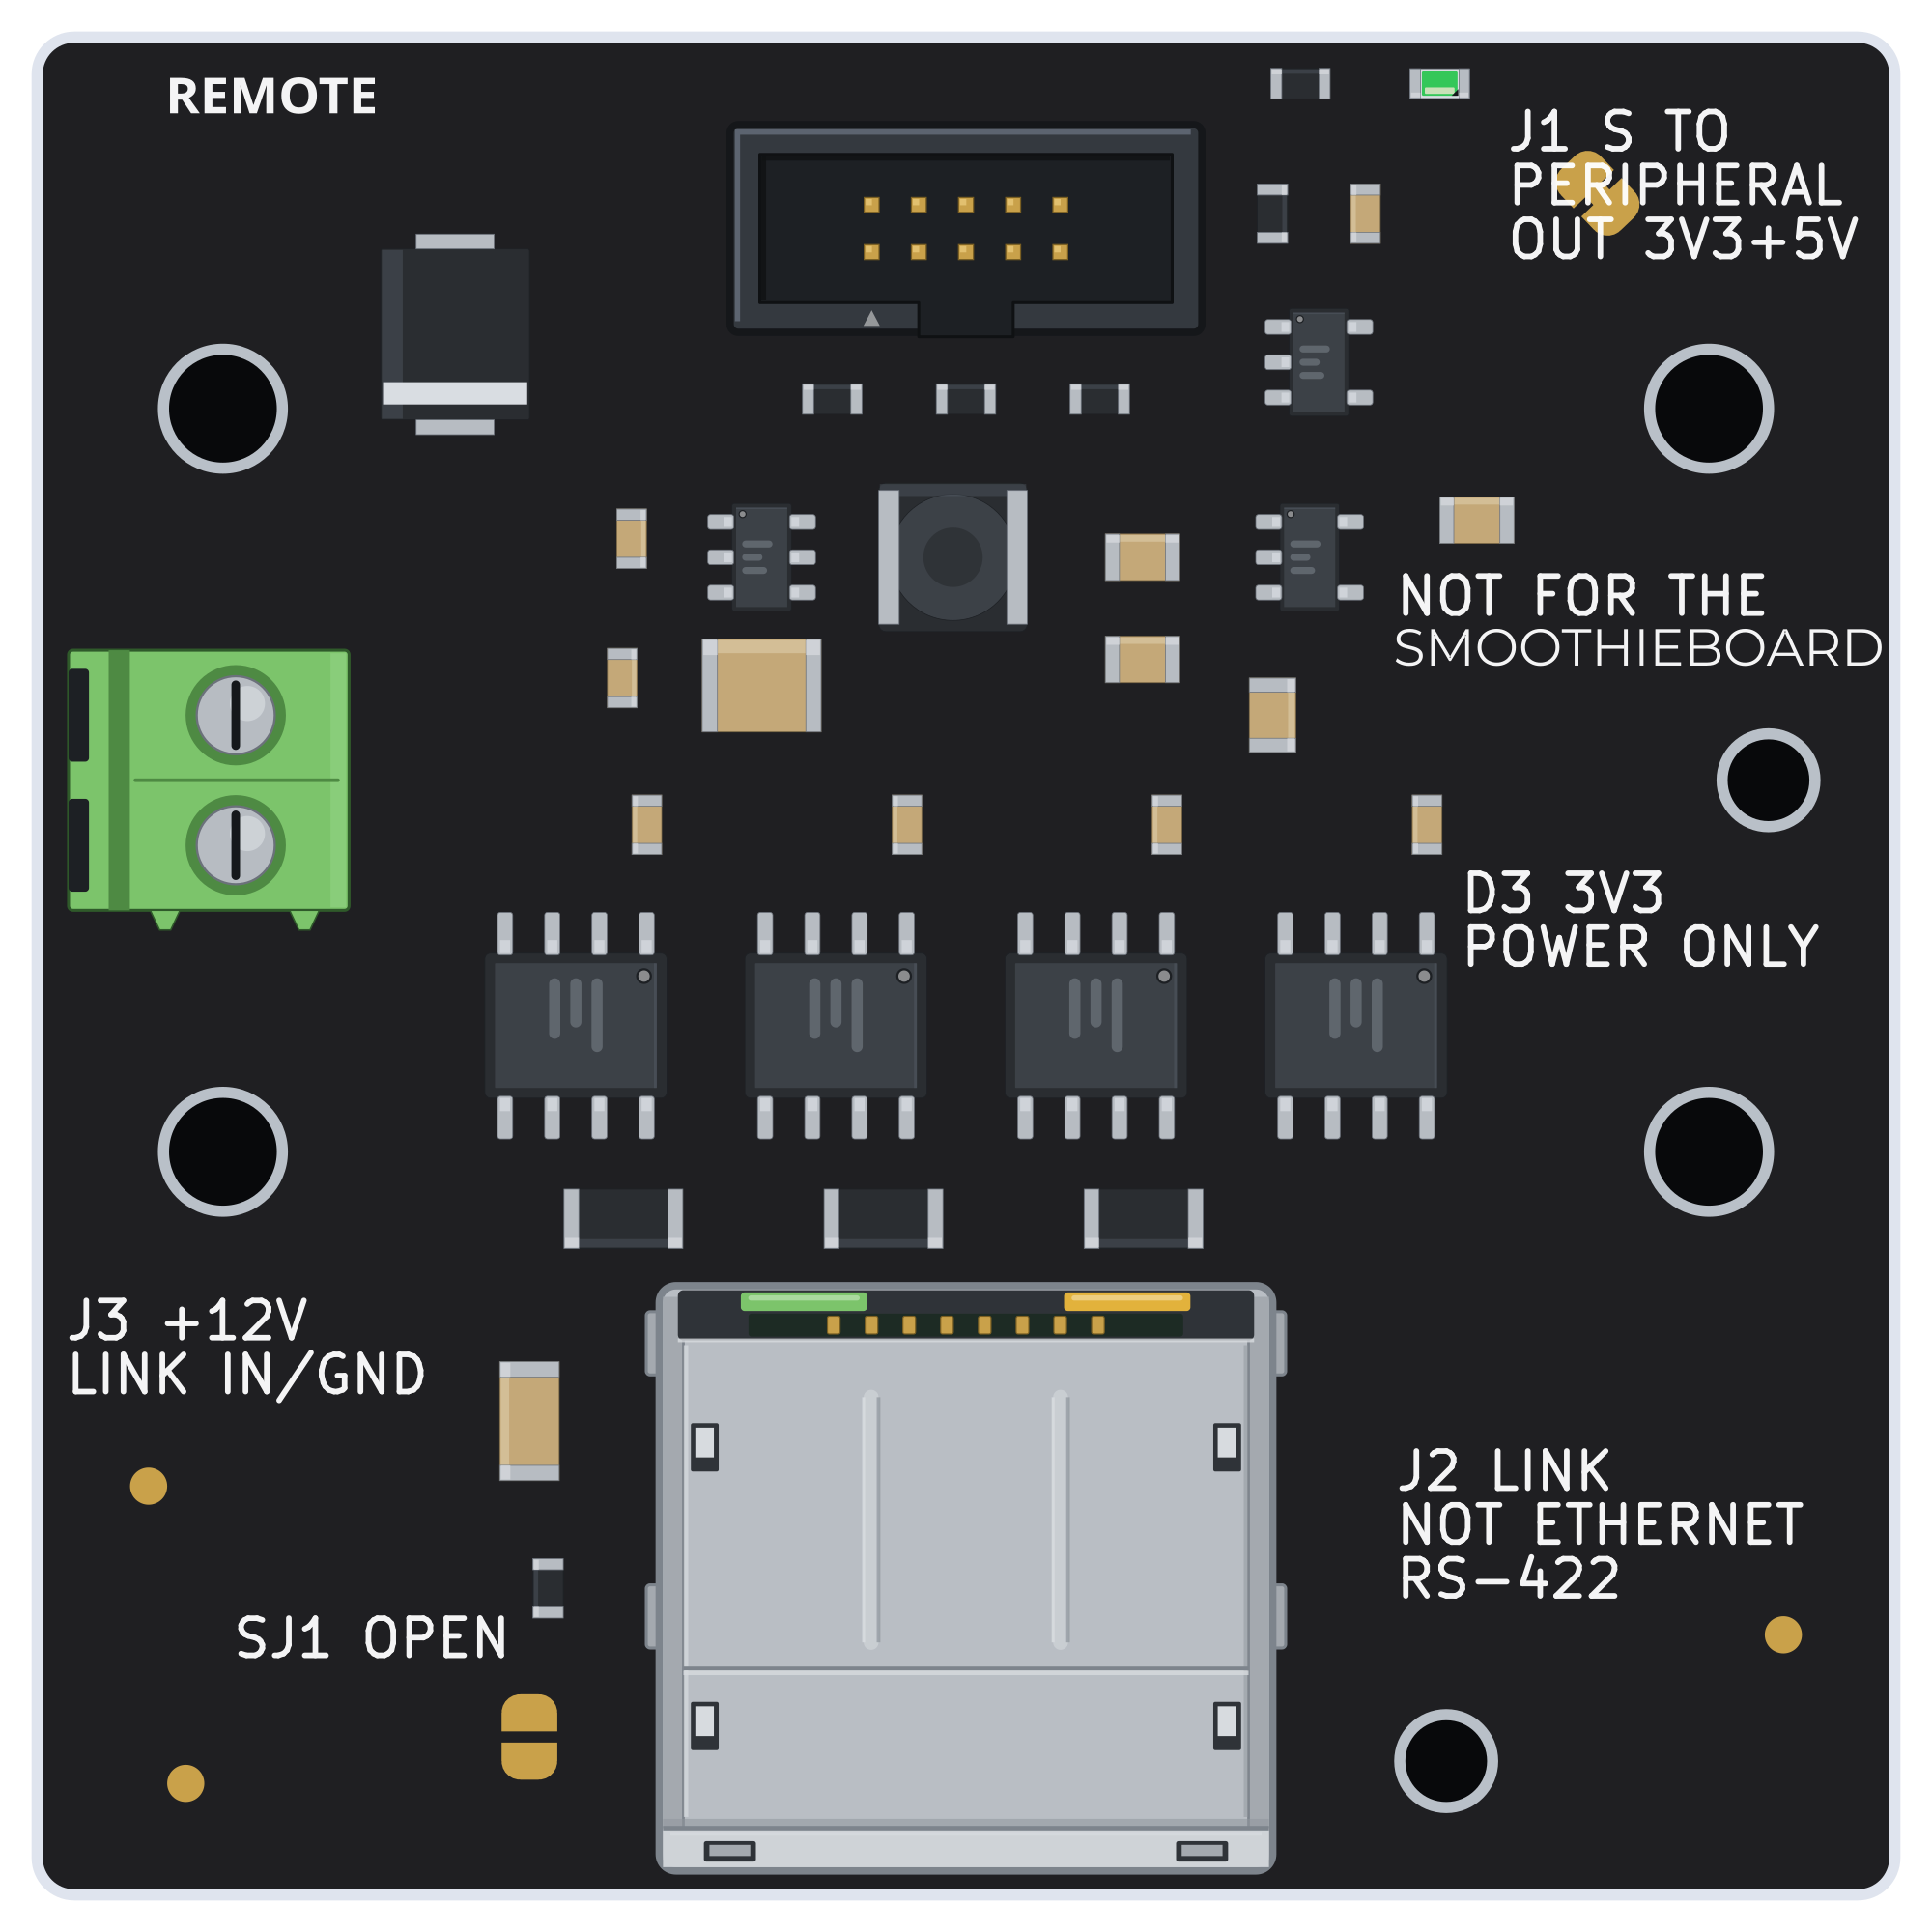 REMOTE
J1 S TO
PERIPHERAL
OUT 3V3+5V
NOT FOR THE
SMOOTHIEBOARD
D3 3V3
POWER ONLY
J3 +12V
LINK IN/GND
J2 LINK
NOT ETHERNET
RS-422
SJ1 OPEN